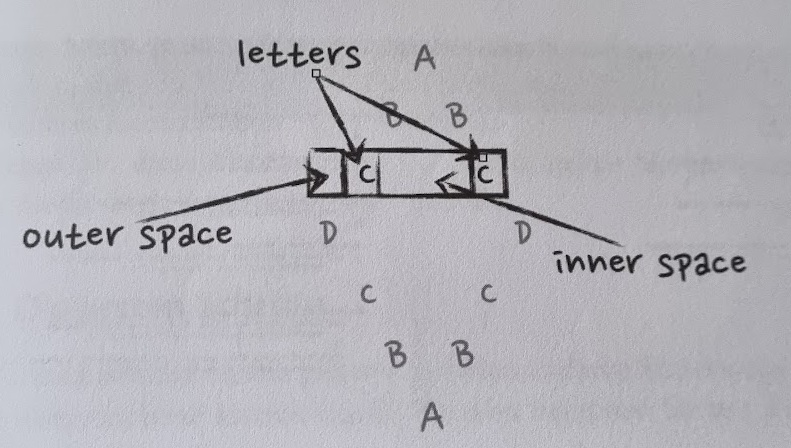 letters A
B B
C C
outer space D D
inner space
C C
B B
A